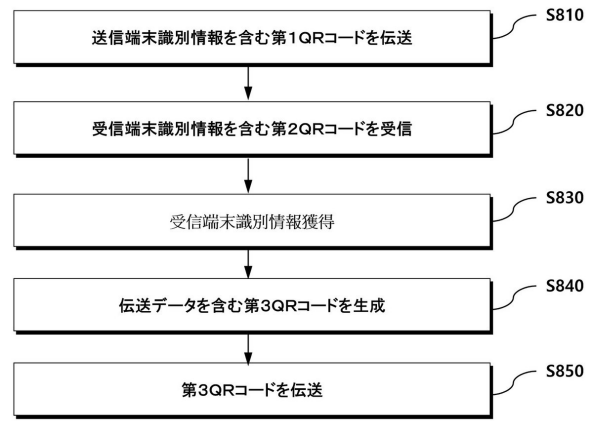 送信端末識別情報を含む第1QRコードを伝送
S810
受信端末識別情報を含む第2QRコードを受信
S820
受信端末識別情報獲得
S830
伝送データを含む第3QRコードを生成
S840
第3QRコードを伝送
S850